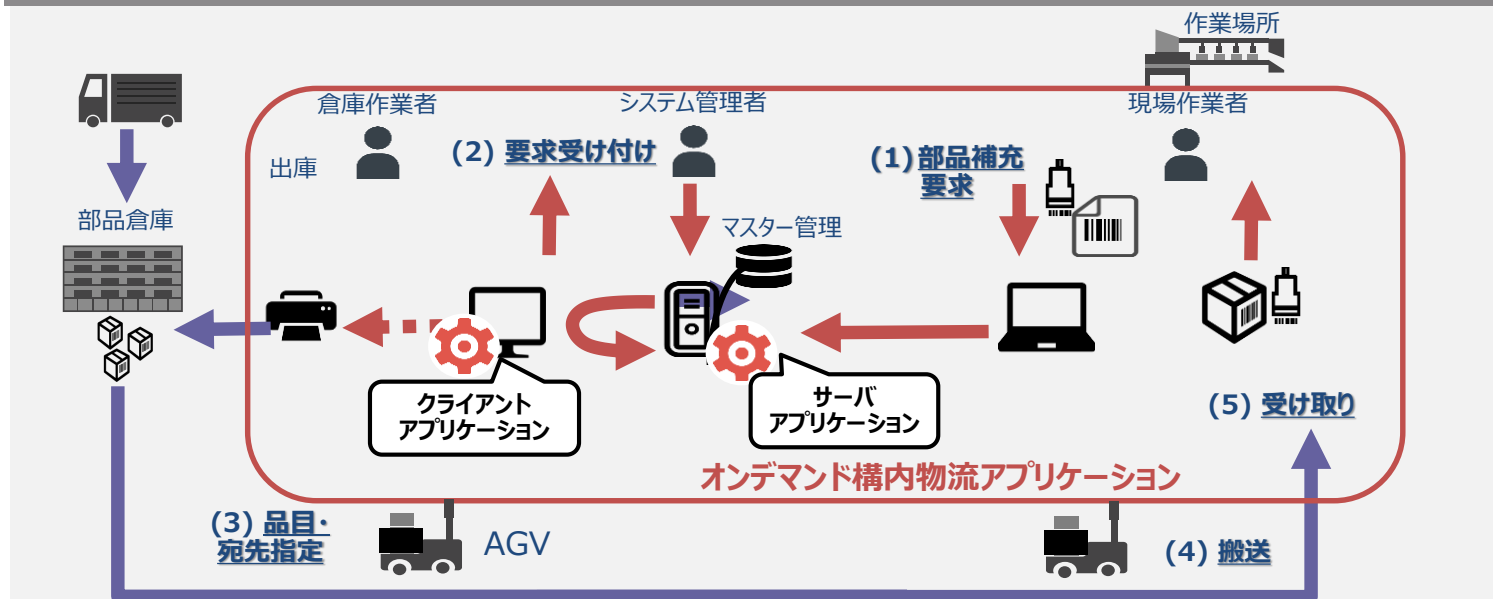 作業場所
倉庫作業者
システム管理者
現場作業者
(2) 要求受け付け
(1) 部品補充
要求
出庫
部品倉庫
マスター管理
クライアント
アプリケーション
サーバ
アプリケーション
(5) 受け取り
オンデマンド構内物流アプリケーション
(3) 品目・
宛先指定
AGV
(4) 搬送